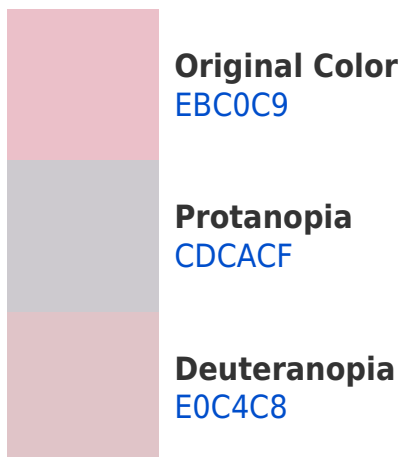 Original Color
EBC0C9
Protanopia
CDCACF
Deuteranopia
E0C4C8